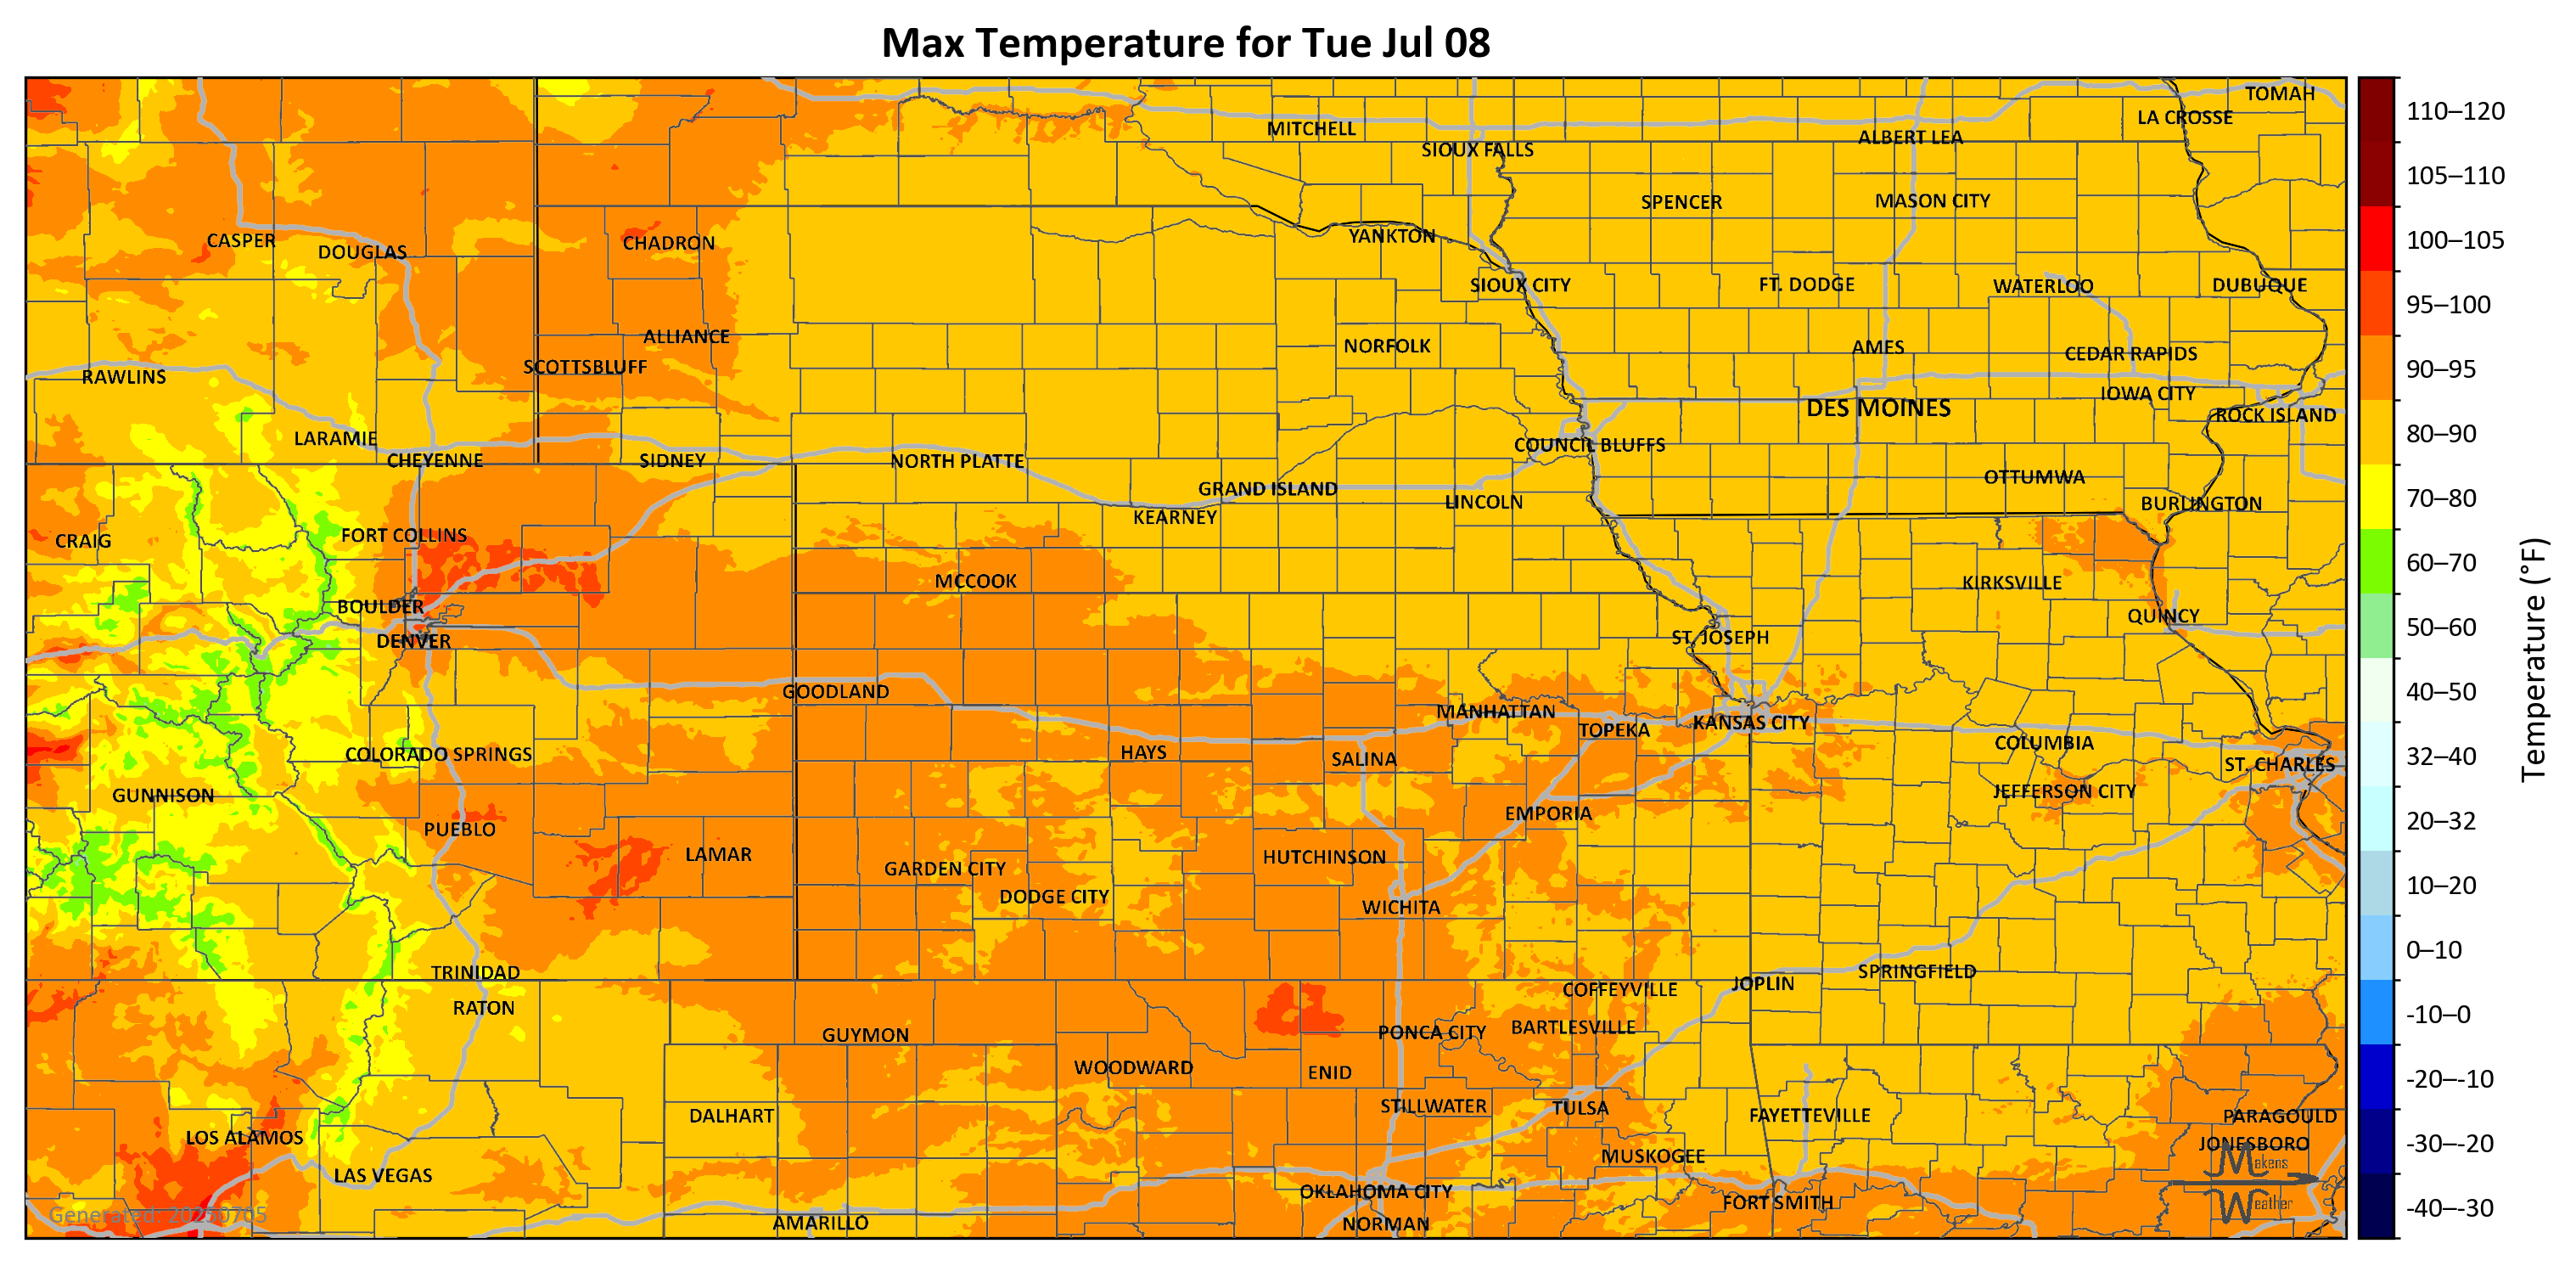 Max Temperature for Tue Jul 08
TOMAH
LA CROSSE
MITCHELL
ALBERT LEA
SIOUX FALLS
SPENCER
MASON CITY
CASPER
DOUGLAS
CHADRON
YANKTON
SIOUX CITY
FT. DODGE
WATERLOO
DUBUQUE
ALLIANCE
NORFOLK
AMES
CEDAR RAPIDS
SCOTTSBLUFF
RAWLINS
IOWA CITY
DES MOINES
ROCK ISLAND
LARAMIE
COUNCIL BLUFFS
CHEYENNE
SIDNEY
NORTH PLATTE
OTTUMWA
GRAND ISLAND
LINCOLN
BURLINGTON
KEARNEY
FORT COLLINS
CRAIG
MCCOOK
KIRKSVILLE
BOULDER
QUINCY
DENVER
ST. JOSEPH
GOODLAND
MANHATTAN
KANSAS CITY
TOPEKA
COLUMBIA
COLORADO SPRINGS
HAYS
SALINA
ST. CHARLES
GUNNISON
JEFFERSON CITY
EMPORIA
PUEBLO
LAMAR
HUTCHINSON
GARDEN CITY
DODGE CITY
WICHITA
TRINIDAD
SPRINGFIELD
JOPLIN
COFFEYVILLE
RATON
BARTLESVILLE
PONCA CITY
GUYMON
WOODWARD
ENID
STILLWATER
TULSA
DALHART
FAYETTEVILLE
PARAGOULD
LOS ALAMOS
JONESBORO
MUSKOGEE
LAS VEGAS
OKLAHOMA CITY
FORT SMITH
AMARILLO
NORMAN
Generated: 20250705
Makens
Weather
110–120
105–110
100–105
95–100
90–95
80–90
70–80
60–70
50–60
40–50
32–40
20–32
10–20
0–10
-10–0
-20–-10
-30–-20
-40–-30
Temperature (°F)